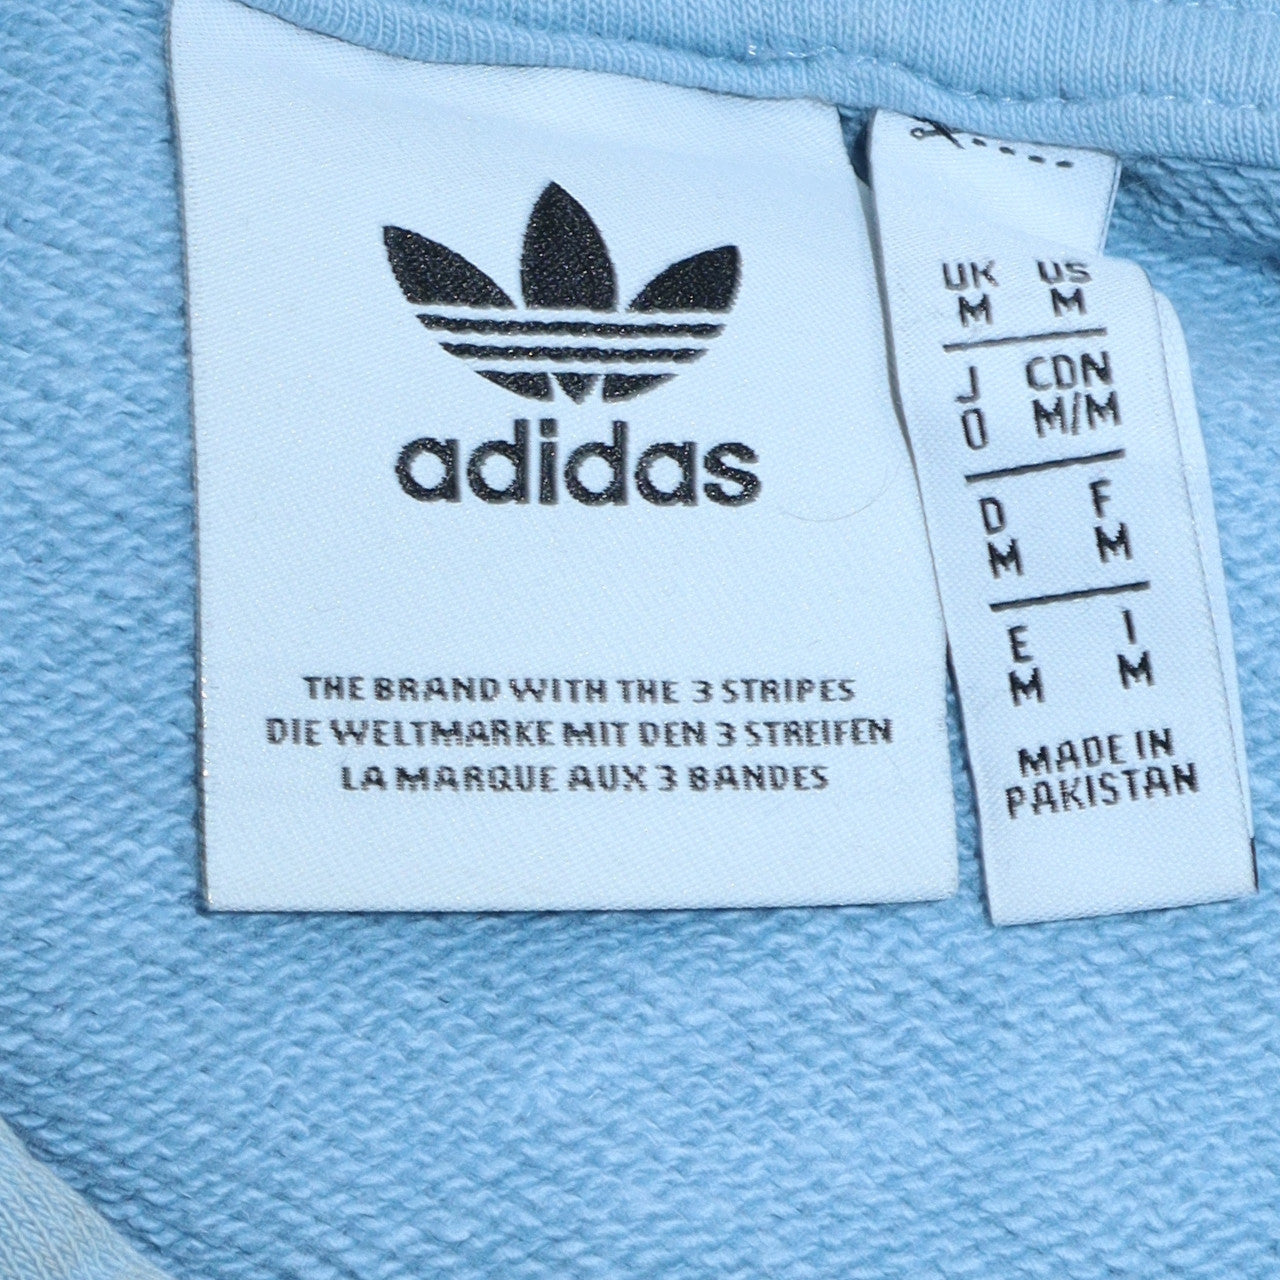 adidas
THE BRAND WITH THE 3 STRIPES
DIE WELTMARKE MIT DEN 3 STREIFEN
LA MARQUE AUX 3 BANDES
UK US
M M
J CDN
O M/M
D F
M M
E I
M M
MADE IN
PAKISTAN